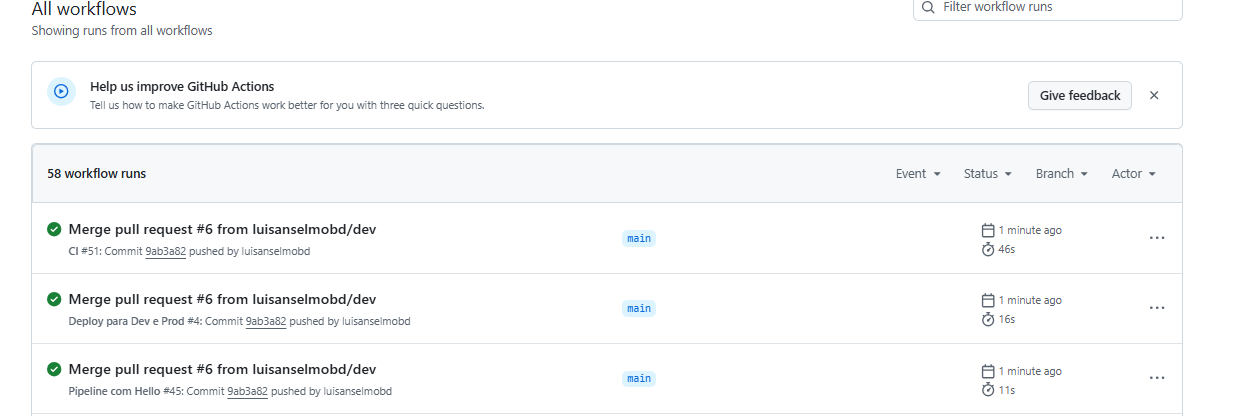 All workflows
Filter workflow runs
Showing runs from all workflows
Help us improve GitHub Actions
Tell us how to make GitHub Actions work better for you with three quick questions.
Give feedback
58 workflow runs
Event
Status
Branch
Actor
Merge pull request #6 from luisanselmobd/dev
CI #51: Commit 9ab3a82 pushed by luisanselmobd
main
1 minute ago
46s
Merge pull request #6 from luisanselmobd/dev
Deploy para Dev e Prod #4: Commit 9ab3a82 pushed by luisanselmobd
main
1 minute ago
16s
Merge pull request #6 from luisanselmobd/dev
Pipeline com Hello #45: Commit 9ab3a82 pushed by luisanselmobd
main
1 minute ago
11s